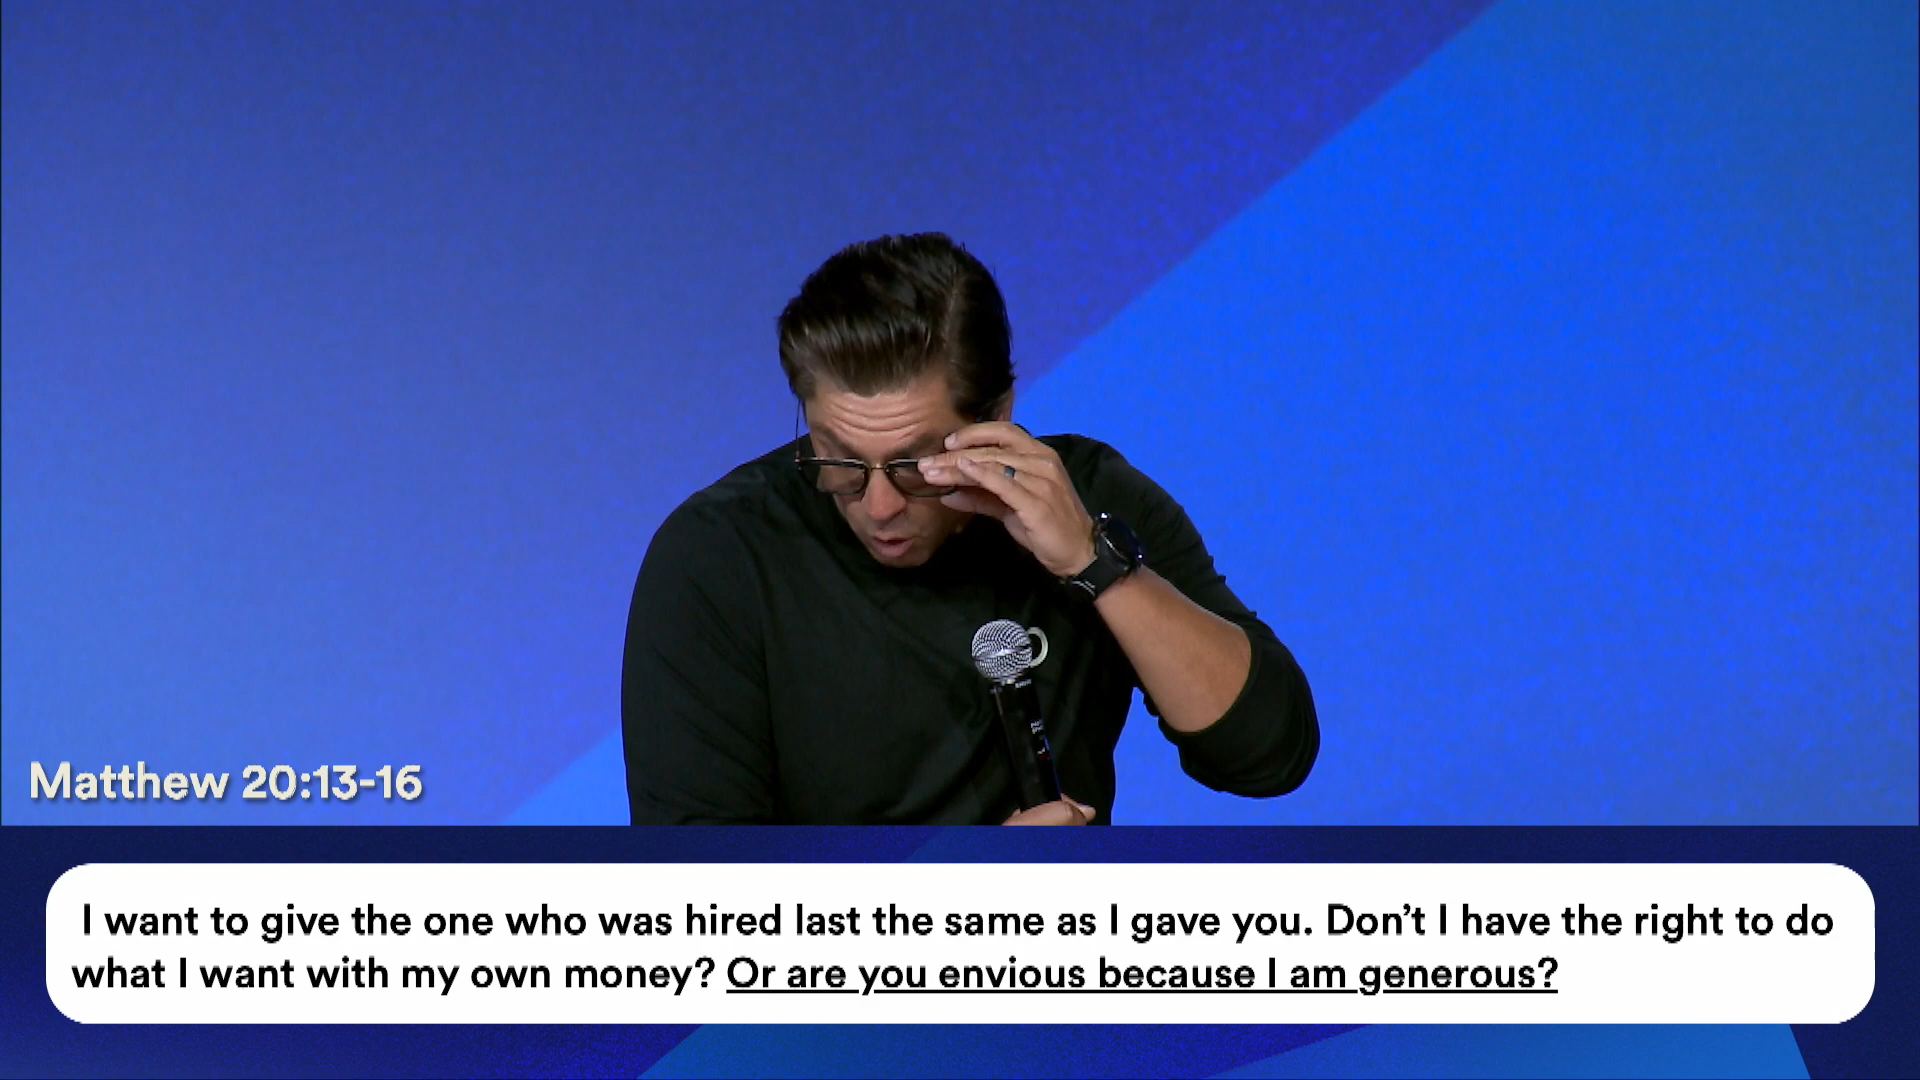 Matthew 20:13-16
I want to give the one who was hired last the same as I gave you. Don’t I have the right to do
what I want with my own money? Or are you envious because I am generous?